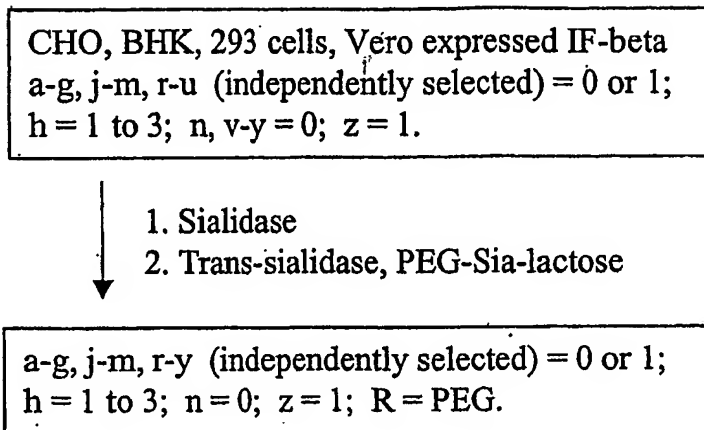 CHO, BHK, 293 cells, Vero expressed IF-beta
a-g, j-m, r-u (independently selected) = 0 or 1;
h = 1 to 3; n, v-y = 0; z = 1.
1. Sialidase
2. Trans-sialidase, PEG-Sia-lactose
a-g, j-m, r-y (independently selected) = 0 or 1;
h = 1 to 3; n = 0; z = 1; R = PEG.